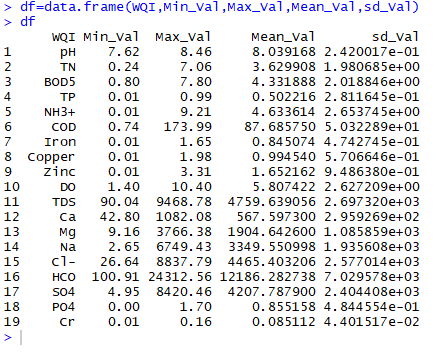 > df=data.frame(WQI,Min_Val,Max_Val,Mean_Val,sd_Val)
> df
WQI Min_Val Max_Val Mean_Val sd_Val
1 pH 7.62 8.46 8.039168 2.420017e-01
2 TN 0.24 7.06 3.629908 1.980685e+00
3 BOD5 0.80 7.80 4.331888 2.018846e+00
4 TP 0.01 0.99 0.502216 2.811645e-01
5 NH3+ 0.01 9.21 4.633614 2.653745e+00
6 COD 0.74 173.99 87.685750 5.032289e+01
7 Iron 0.01 1.65 0.845074 4.742745e-01
8 Copper 0.01 1.98 0.994540 5.706646e-01
9 Zinc 0.01 3.31 1.652162 9.486380e-01
10 DO 1.40 10.40 5.807422 2.627209e+00
11 TDS 90.04 9468.78 4759.639056 2.697320e+03
12 Ca 42.80 1082.08 567.597300 2.959269e+02
13 Mg 9.16 3766.38 1904.642600 1.085859e+03
14 Na 2.65 6749.43 3349.550998 1.935608e+03
15 Cl- 26.64 8837.79 4465.403206 2.577014e+03
16 HCO 100.91 24312.56 12186.282738 7.029578e+03
17 SO4 4.95 8420.46 4207.787900 2.404408e+03
18 PO4 0.00 1.70 0.855158 4.844554e-01
19 Cr 0.01 0.16 0.085112 4.401517e-02
>